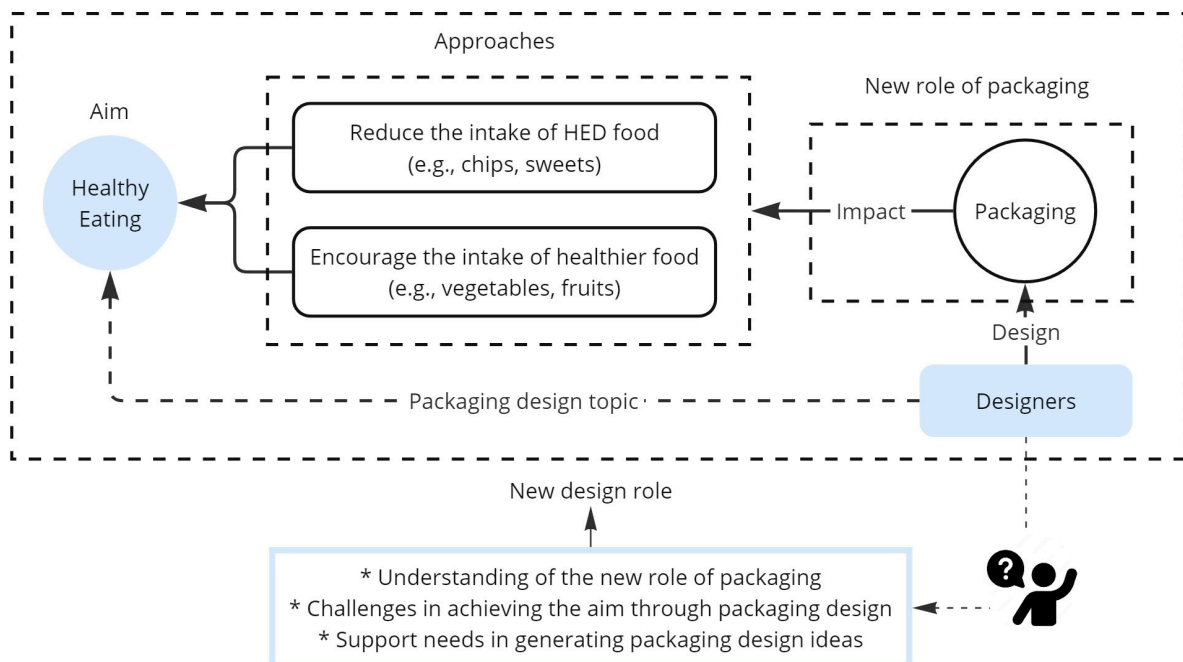 Approaches
New role of packaging
Aim
Reduce the intake of HED food
(e.g., chips, sweets)
Healthy
Eating
Impact
Packaging
Encourage the intake of healthier food
(e.g., vegetables, fruits)
Design
Packaging design topic
Designers
New design role
?
* Understanding of the new role of packaging
* Challenges in achieving the aim through packaging design
* Support needs in generating packaging design ideas